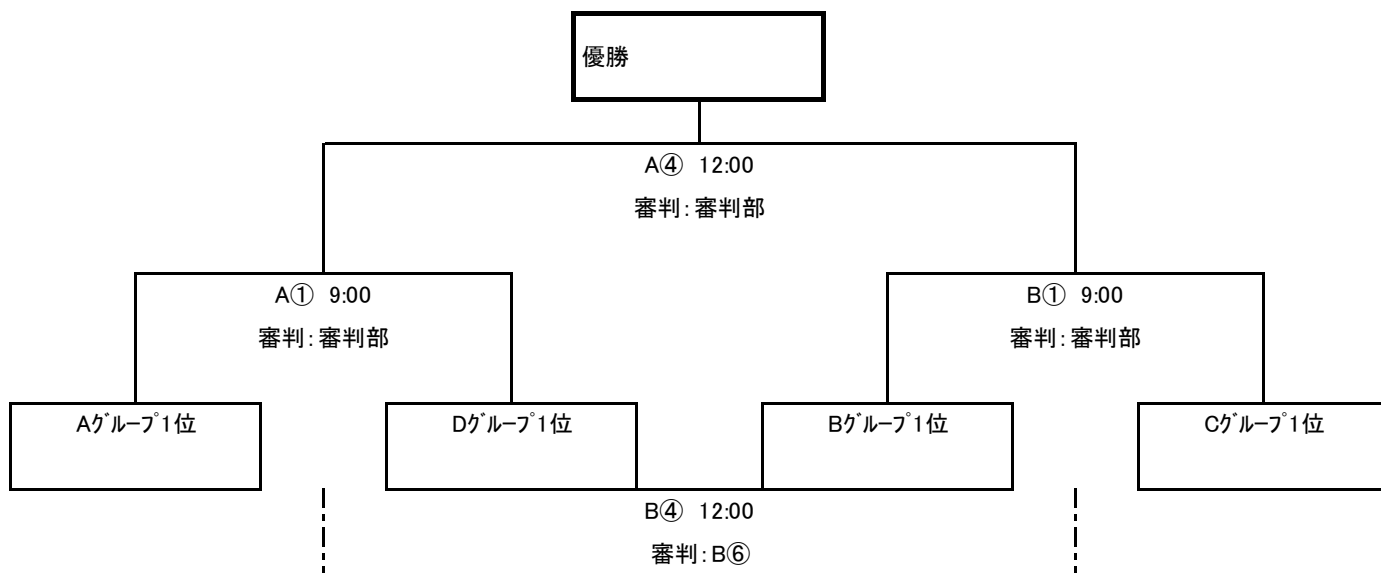 優勝
A④ 12:00
審判：審判部
A① 9:00
B① 9:00
審判：審判部
審判：審判部
Aｸﾞﾙｰﾌﾟ1位
Dｸﾞﾙｰﾌﾟ1位
Bｸﾞﾙｰﾌﾟ1位
Cｸﾞﾙｰﾌﾟ1位
B④ 12:00
審判：B⑥